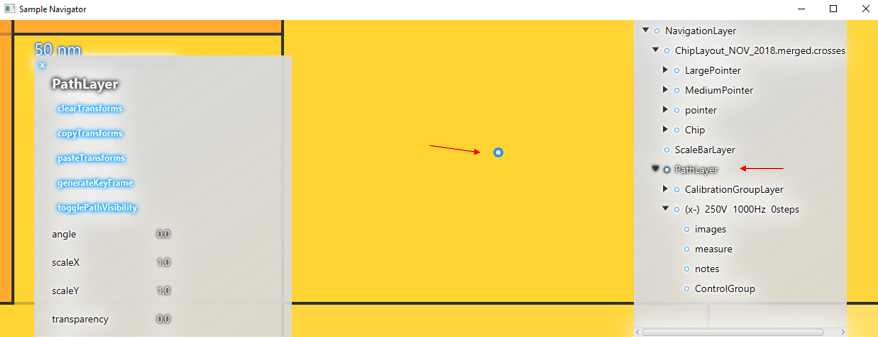 Sample Navigator
50 nm
×
PathLayer
clearTransforms
copyTransforms
pasteTransforms
generateKeyFrame
togglePathVisibility
angle 0.0
scaleX 1.0
scaleY 1.0
transparency 0.0
NavigationLayer
ChipLayout_NOV_2018.merged.crosses
LargePointer
MediumPointer
pointer
Chip
ScaleBarLayer
PathLayer
CalibrationGroupLayer
(x-) 250V 1000Hz 0steps
images
measure
notes
ControlGroup